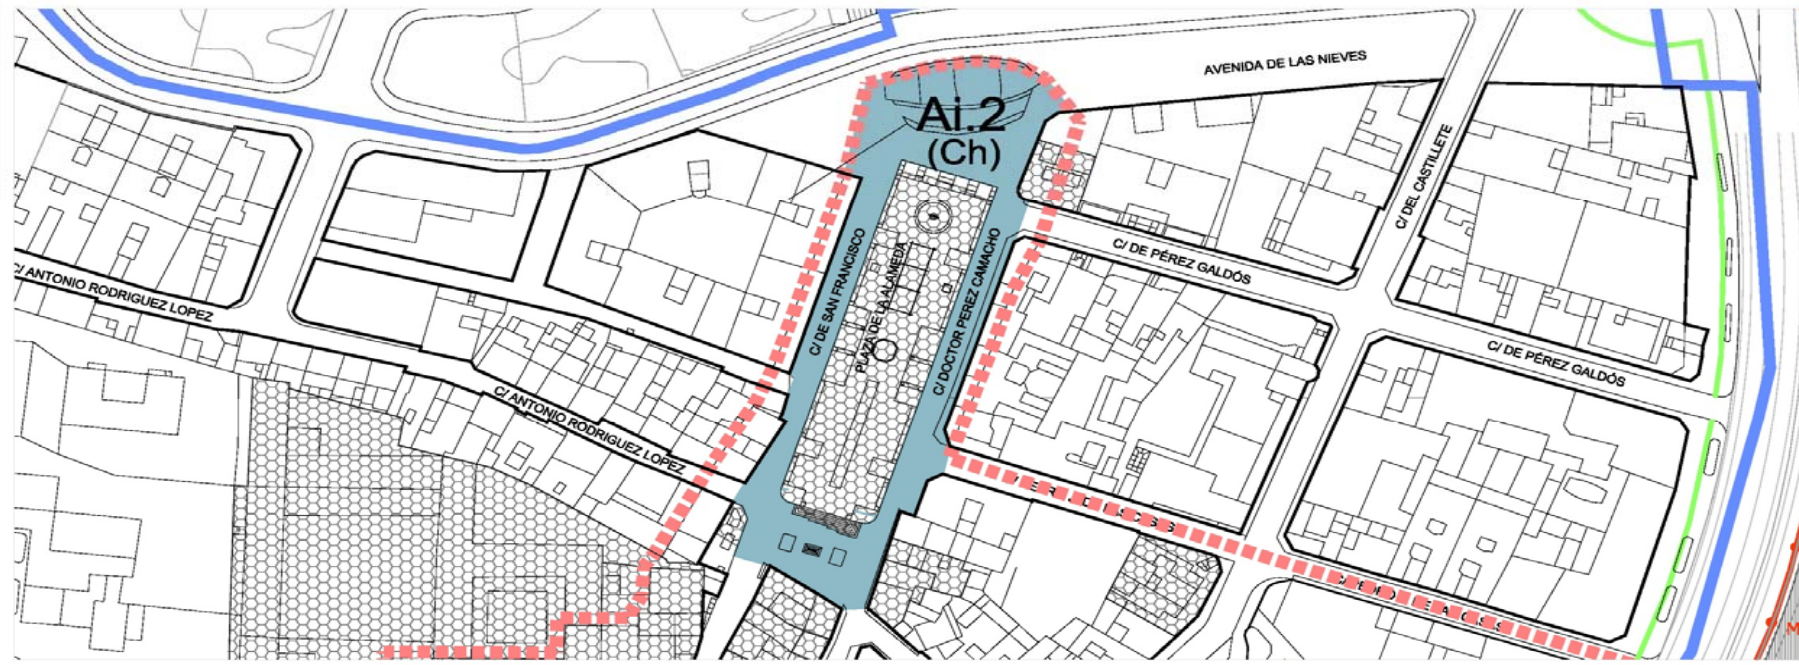 AVENIDA DE LAS NIEVES
Ai.2
(Ch)
C/ DEL CASTILLETE
C/ DE SAN FRANCISCO
PLAZA DE LA ALAMEDA
C/ DOCTOR PEREZ CAMACHO
C/ DE PÉREZ GALDÓS
C/ ANTONIO RODRIGUEZ LOPEZ
C/ DE PÉREZ GALDÓS
C/ ANTONIO RODRIGUEZ LOPEZ
M